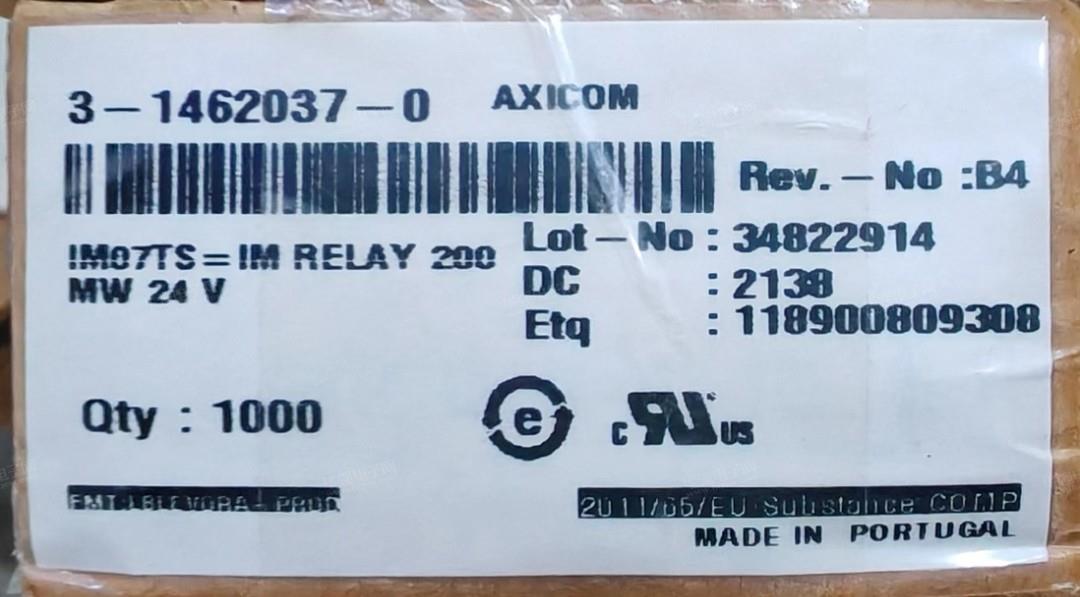 3-1462037-0 AXICOM
Rev.-No :B4
IM07TS=IM RELAY 200
MW 24 V
Lot-No : 34822914
DC : 2138
Etq : 118900809308
Qty : 1000
e
c RU US
2011/65/EU Substance COMP
MADE IN PORTUGAL